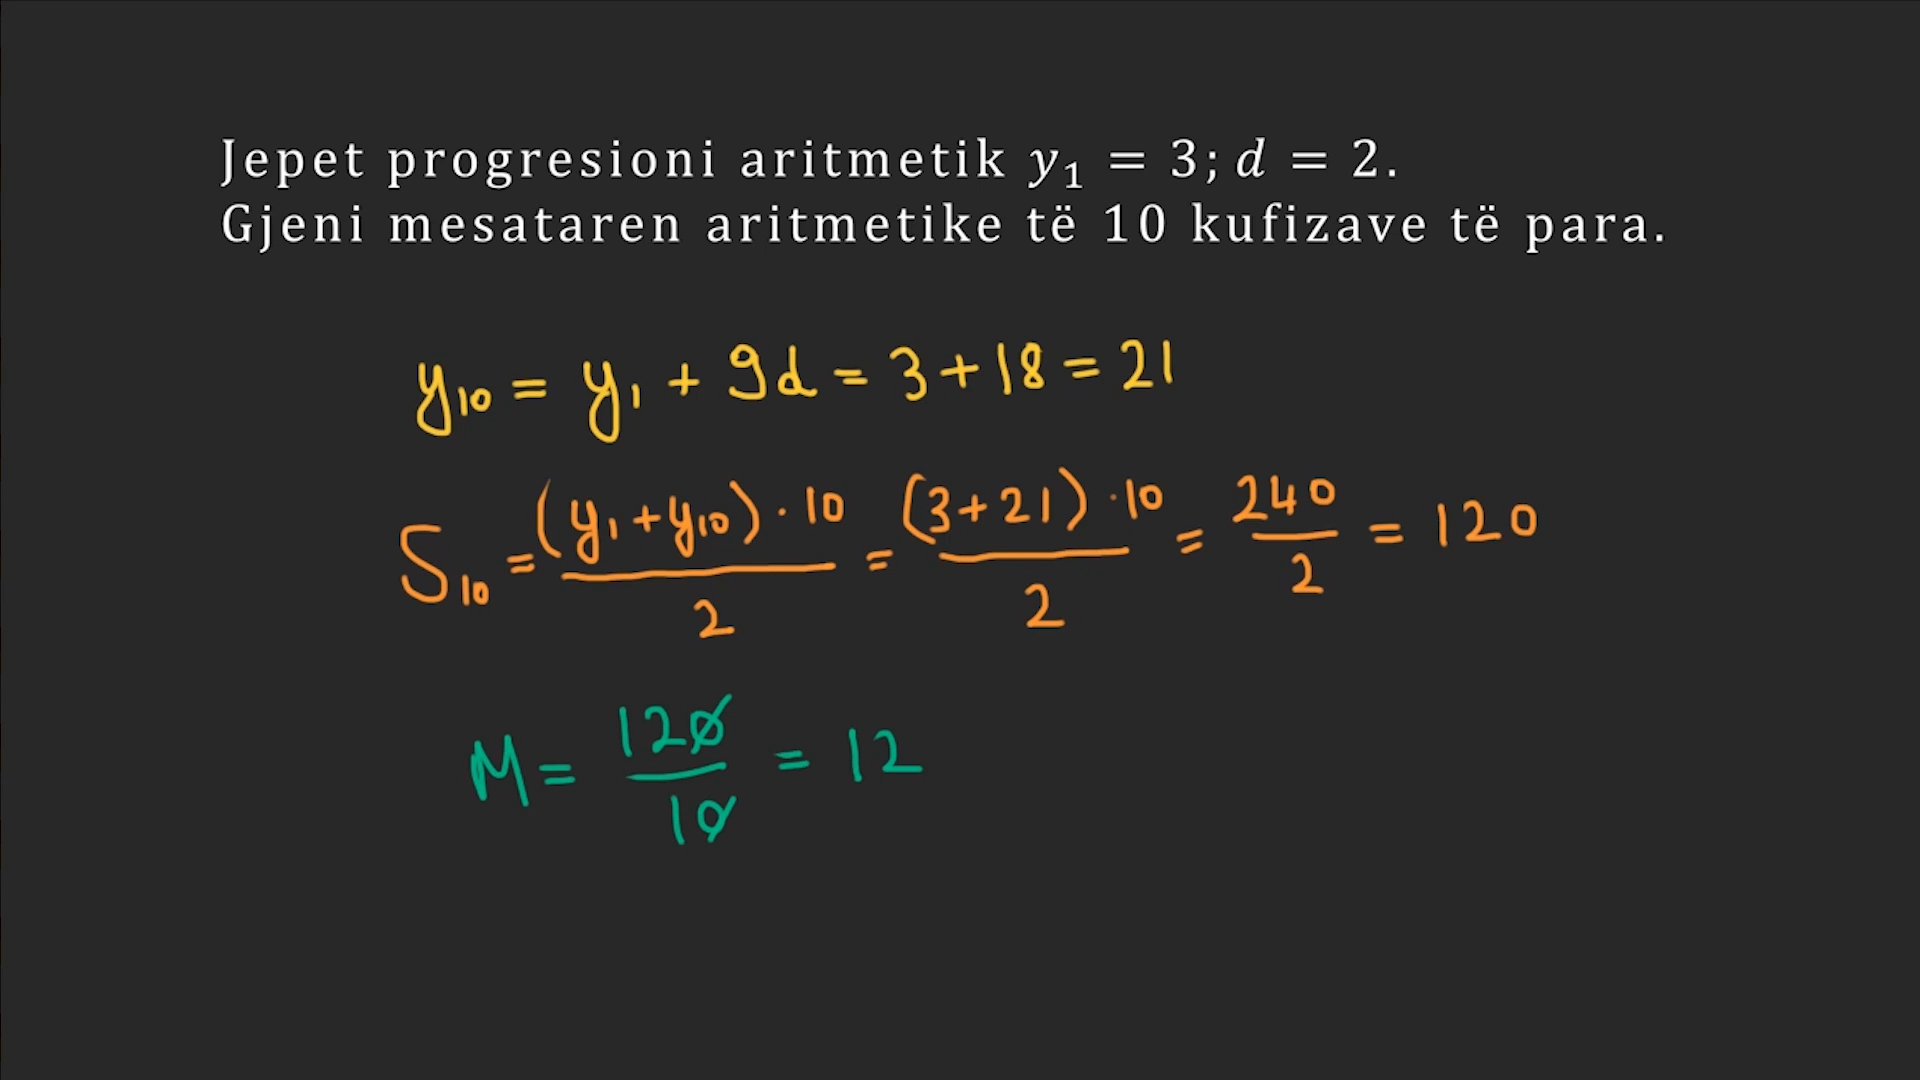 Jepet progresioni aritmetik y₁ = 3; d = 2.
Gjeni mesataren aritmetike të 10 kufizave të para.
y₁₀ = y₁ + 9d = 3 + 18 = 21
S₁₀ = (y₁ + y₁₀) · 10 / 2 = (3 + 21) · 10 / 2 = 240 / 2 = 120
M = 120 / 10 = 12